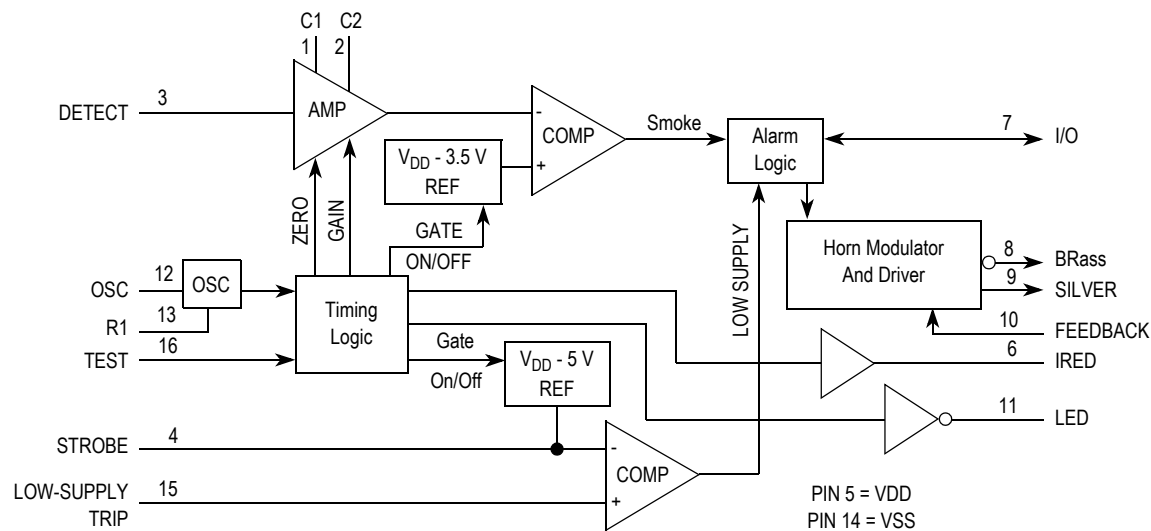 C1 C2
1 2
DETECT 3
AMP
-
COMP
+
Smoke
Alarm
Logic
7 I/O
VDD - 3.5 V
REF
ZERO
GAIN
GATE
ON/OFF
LOW SUPPLY
Horn Modulator
And Driver
8 BRass
9 SILVER
10 FEEDBACK
6 IRED
OSC 12
OSC
R1 13
TEST 16
Timing
Logic
Gate
On/Off
VDD - 5 V
REF
11 LED
STROBE 4
-
COMP
+
LOW-SUPPLY
TRIP
15
PIN 5 = VDD
PIN 14 = VSS